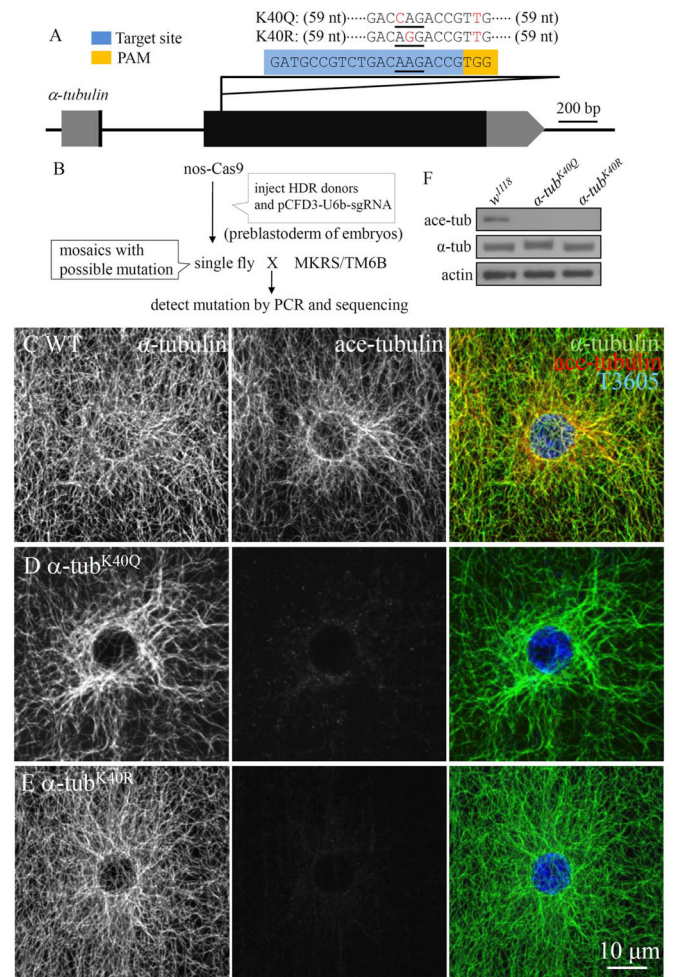 A
K40Q: (59 nt)·····GACCAGACCGTTG·····(59 nt)
K40R: (59 nt)·····GACAGGACCGTTG·····(59 nt)
Target site
PAM
GATGCCGTCTGACAAGACCGTGG
α-tubulin
200 bp
B
nos-Cas9
inject HDR donors
and pCFD3-U6b-sgRNA
(preblastoderm of embryos)
mosaics with
possible mutation
single fly X MKRS/TM6B
detect mutation by PCR and sequencing
F
w1118 α-tubK40Q α-tubK40R
ace-tub
α-tub
actin
C WT α-tubulin ace-tubulin α-tubulin
ace-tubulin
T3605
D α-tubK40Q
E α-tubK40R
10 μm